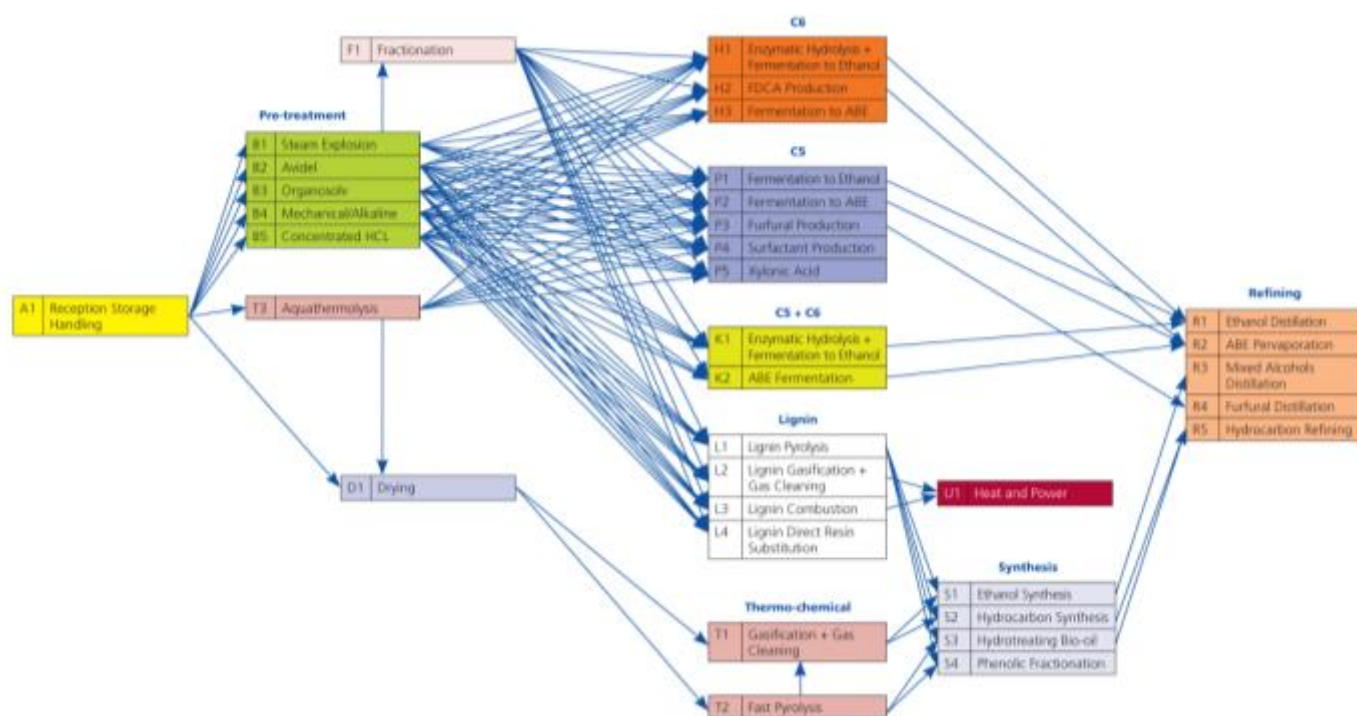 C6
F1 Fractionation
H1 Enzymatic Hydrolysis +
Fermentation to Ethanol
H2 FDCA Production
H3 Fermentation to ABE
Pre-treatment
B1 Steam Explosion
B2 Avidel
B3 Organosolv
B4 Mechanical/Alkaline
B5 Concentrated HCL
C5
P1 Fermentation to Ethanol
P2 Fermentation to ABE
P3 Furfural Production
P4 Surfactant Production
P5 Xylonic Acid
A1 Reception Storage
Handling
T3 Aquathermolysis
C5 + C6
K1 Enzymatic Hydrolysis +
Fermentation to Ethanol
K2 ABE Fermentation
Refining
R1 Ethanol Distillation
R2 ABE Pervaporation
R3 Mixed Alcohols
Distillation
R4 Furfural Distillation
R5 Hydrocarbon Refining
Lignin
L1 Lignin Pyrolysis
L2 Lignin Gasification +
Gas Cleaning
L3 Lignin Combustion
L4 Lignin Direct Resin
Substitution
D1 Drying
U1 Heat and Power
Synthesis
S1 Ethanol Synthesis
S2 Hydrocarbon Synthesis
S3 Hydrotreating Bio-oil
S4 Phenolic Fractionation
Thermo-chemical
T1 Gasification + Gas
Cleaning
T2 Fast Pyrolysis